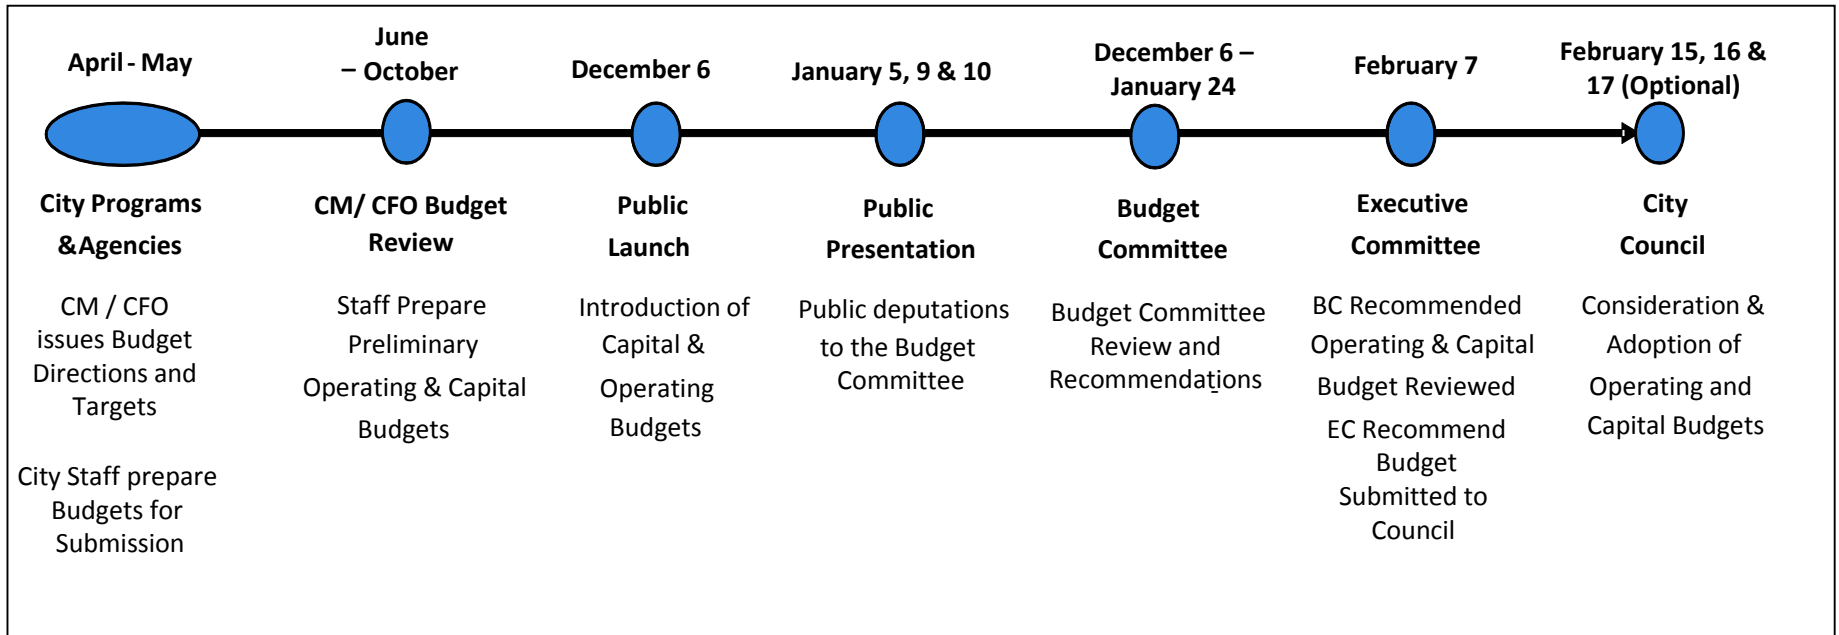 April - May
City Programs
&Agencies
CM / CFO
issues Budget
Directions and
Targets
City Staff prepare
Budgets for
Submission
June
– October
CM/ CFO Budget
Review
Staff Prepare
Preliminary
Operating & Capital
Budgets
December 6
Public
Launch
Introduction of
Capital &
Operating
Budgets
January 5, 9 & 10
Public
Presentation
Public deputations
to the Budget
Committee
December 6 –
January 24
Budget
Committee
Budget Committee
Review and
Recommendations
February 7
Executive
Committee
BC Recommended
Operating & Capital
Budget Reviewed
EC Recommend
Budget
Submitted to
Council
February 15, 16 &
17 (Optional)
City
Council
Consideration &
Adoption of
Operating and
Capital Budgets